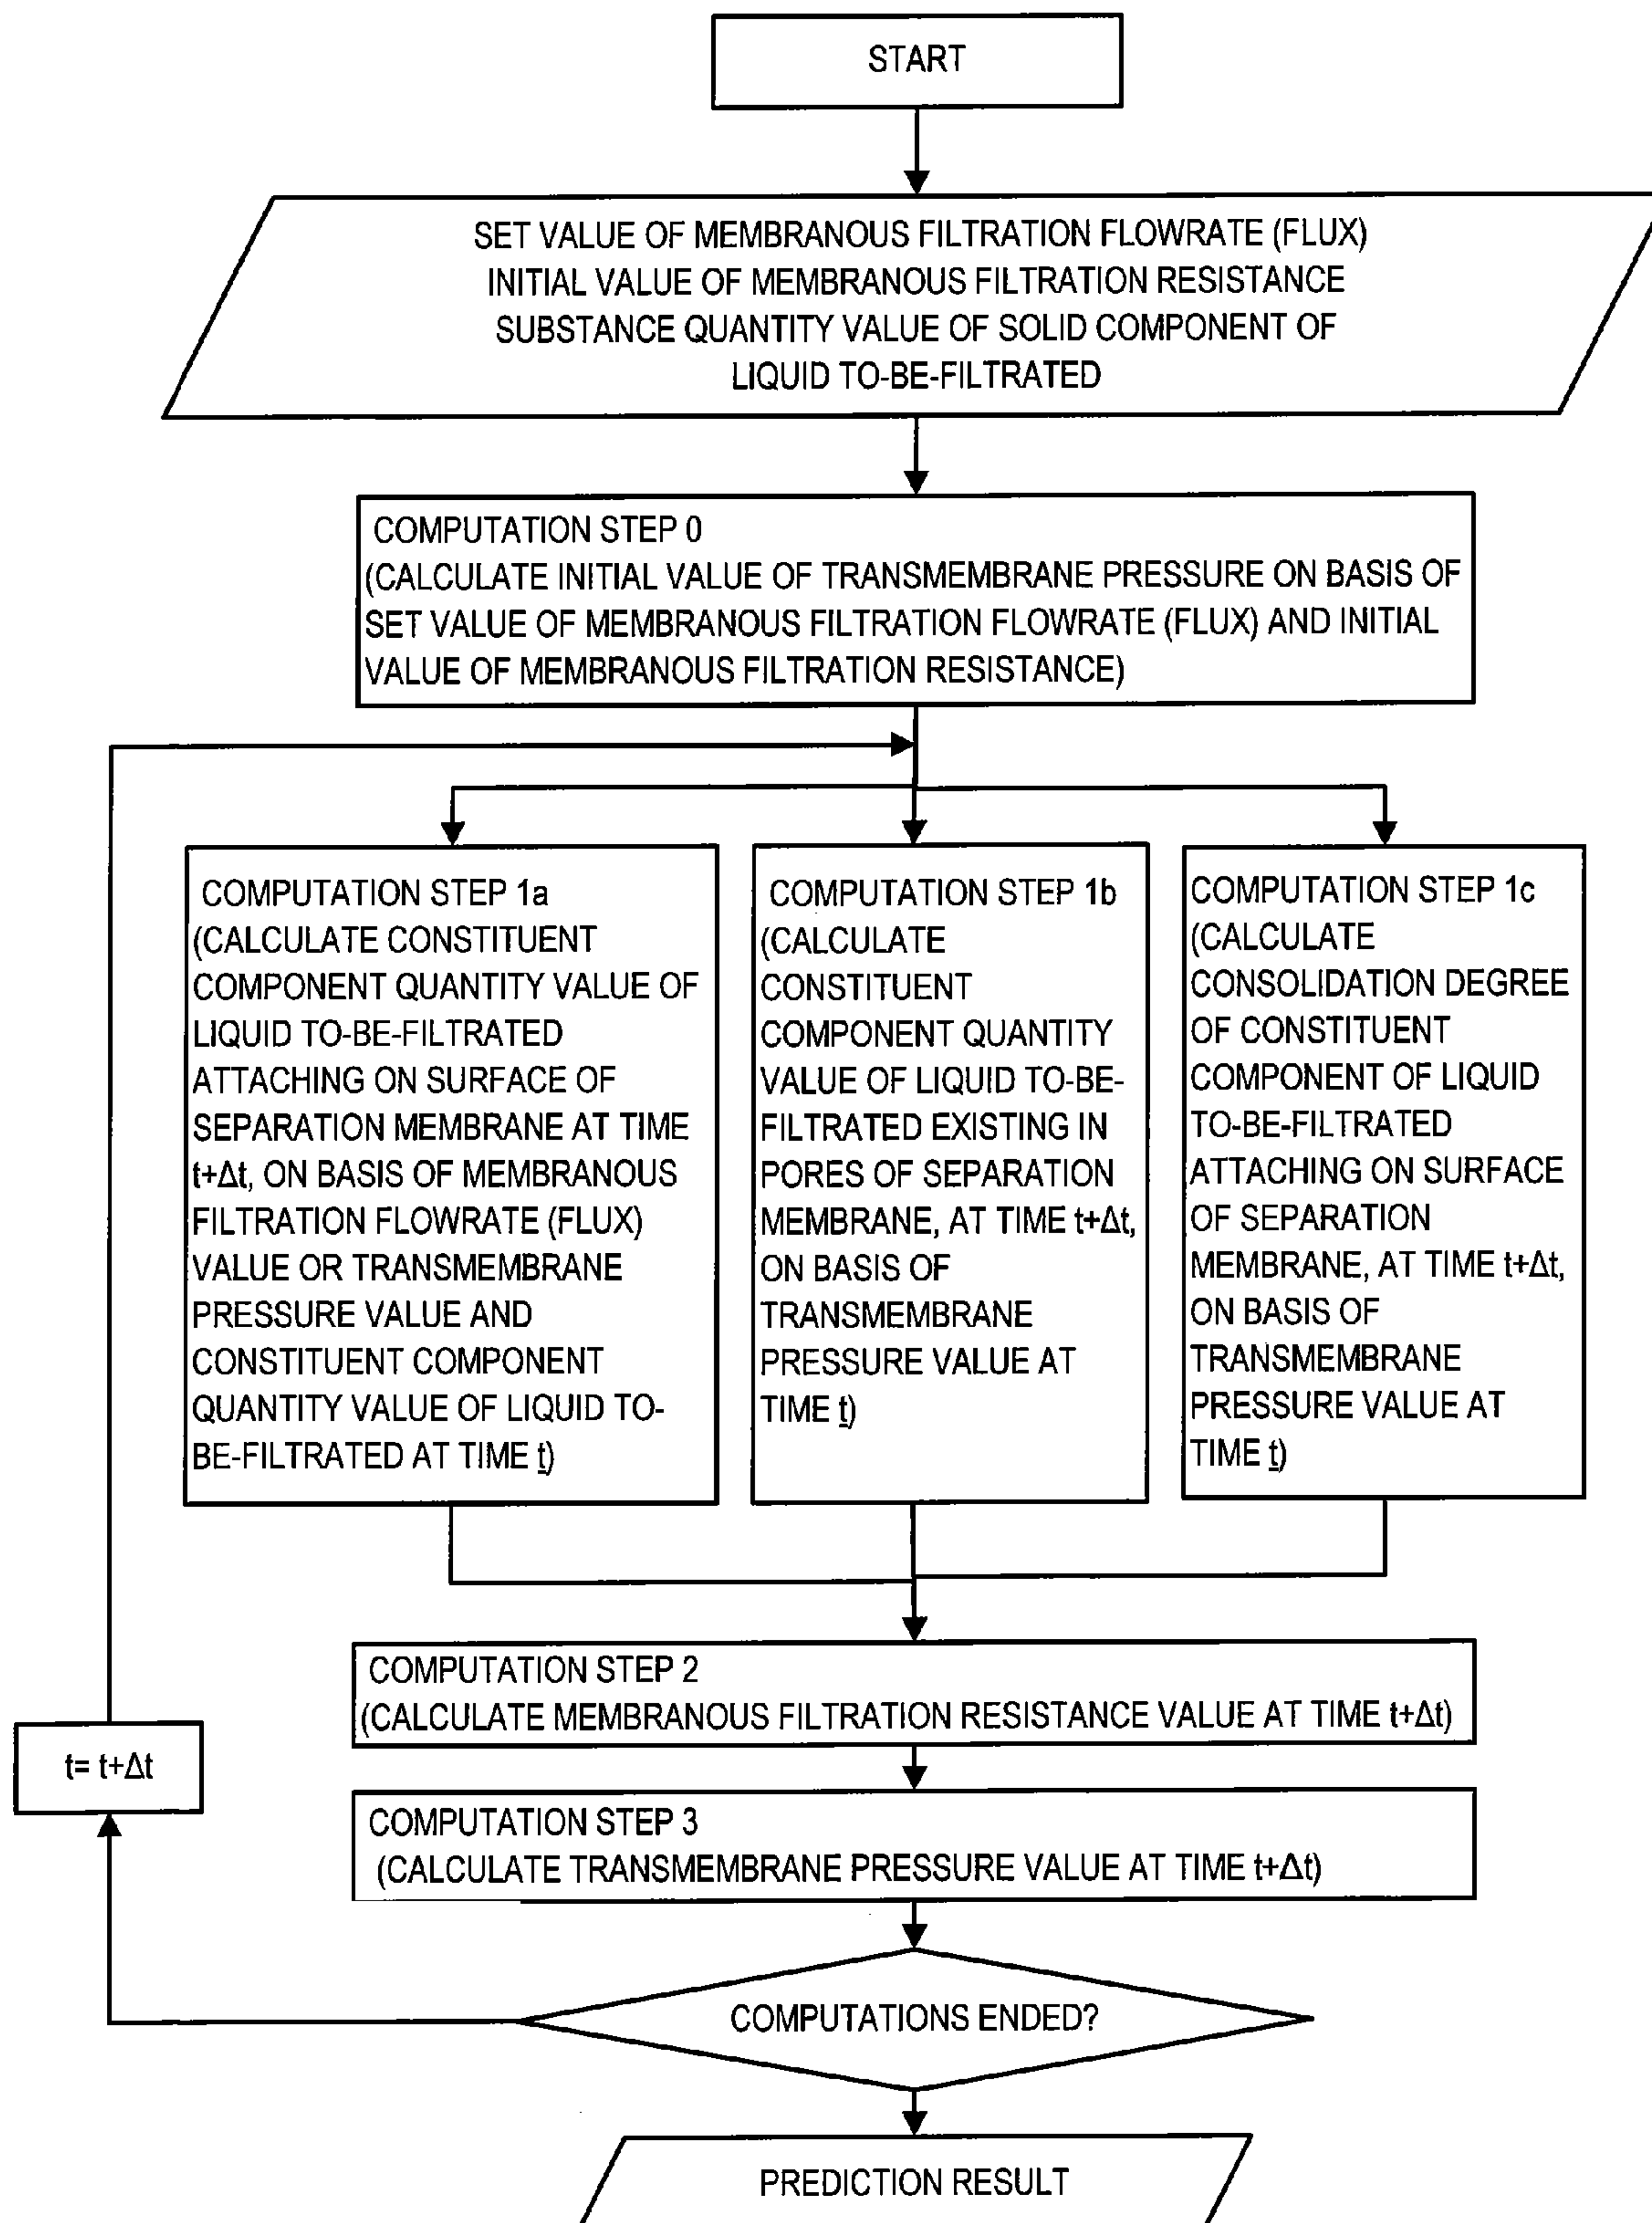 START
SET VALUE OF MEMBRANOUS FILTRATION FLOWRATE (FLUX)
INITIAL VALUE OF MEMBRANOUS FILTRATION RESISTANCE
SUBSTANCE QUANTITY VALUE OF SOLID COMPONENT OF
LIQUID TO-BE-FILTRATED
COMPUTATION STEP 0
(CALCULATE INITIAL VALUE OF TRANSMEMBRANE PRESSURE ON BASIS OF
SET VALUE OF MEMBRANOUS FILTRATION FLOWRATE (FLUX) AND INITIAL
VALUE OF MEMBRANOUS FILTRATION RESISTANCE)
COMPUTATION STEP 1a
(CALCULATE CONSTITUENT
COMPONENT QUANTITY VALUE OF
LIQUID TO-BE-FILTRATED
ATTACHING ON SURFACE OF
SEPARATION MEMBRANE AT TIME
t+Δt, ON BASIS OF MEMBRANOUS
FILTRATION FLOWRATE (FLUX)
VALUE OR TRANSMEMBRANE
PRESSURE VALUE AND
CONSTITUENT COMPONENT
QUANTITY VALUE OF LIQUID TO-
BE-FILTRATED AT TIME t)
COMPUTATION STEP 1b
(CALCULATE
CONSTITUENT
COMPONENT QUANTITY
VALUE OF LIQUID TO-BE-
FILTRATED EXISTING IN
PORES OF SEPARATION
MEMBRANE, AT TIME t+Δt,
ON BASIS OF
TRANSMEMBRANE
PRESSURE VALUE AT
TIME t)
COMPUTATION STEP 1c
(CALCULATE
CONSOLIDATION DEGREE
OF CONSTITUENT
COMPONENT OF LIQUID
TO-BE-FILTRATED
ATTACHING ON SURFACE
OF SEPARATION
MEMBRANE, AT TIME t+Δt,
ON BASIS OF
TRANSMEMBRANE
PRESSURE VALUE AT
TIME t)
COMPUTATION STEP 2
(CALCULATE MEMBRANOUS FILTRATION RESISTANCE VALUE AT TIME t+Δt)
t= t+Δt
COMPUTATION STEP 3
(CALCULATE TRANSMEMBRANE PRESSURE VALUE AT TIME t+Δt)
COMPUTATIONS ENDED?
PREDICTION RESULT